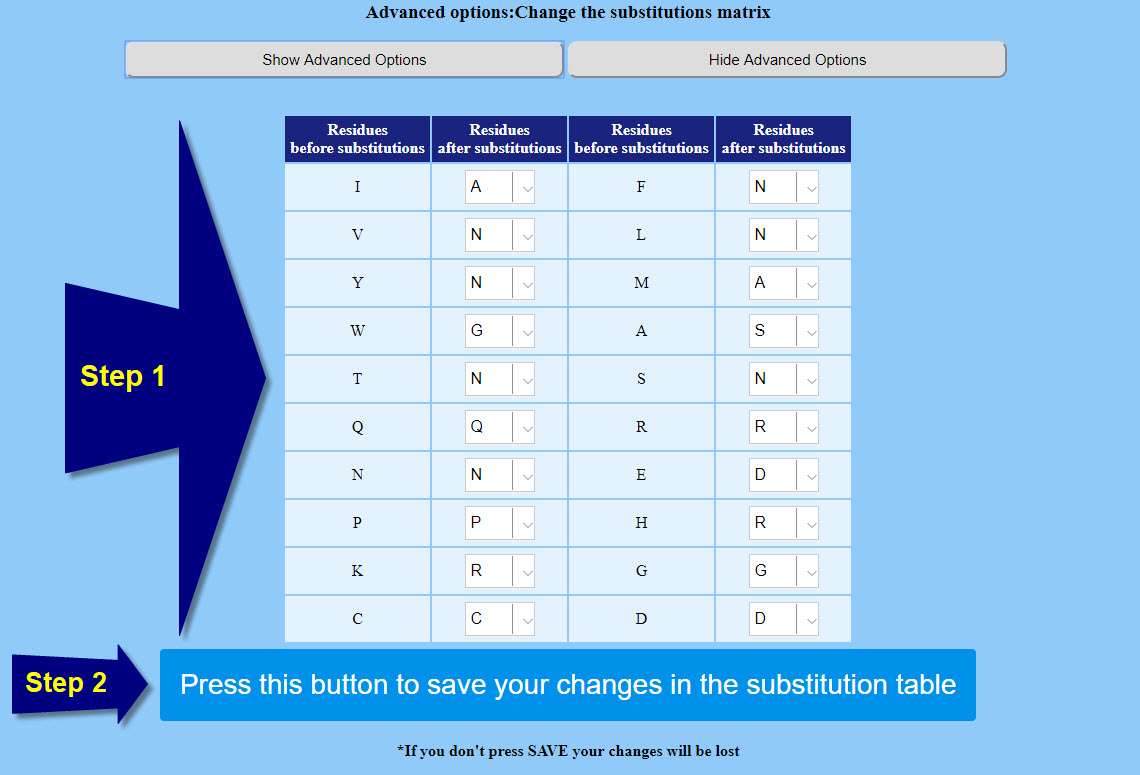 Advanced options:Change the substitutions matrix
Show Advanced Options Hide Advanced Options
Residues before substitutions Residues after substitutions Residues before substitutions Residues after substitutions
I A F N
V N L N
Y N M A
W G A S
Step 1
T N S N
Q Q R R
N N E D
P P H R
K R G G
C C D D
Step 2
Press this button to save your changes in the substitution table
*If you don't press SAVE your changes will be lost